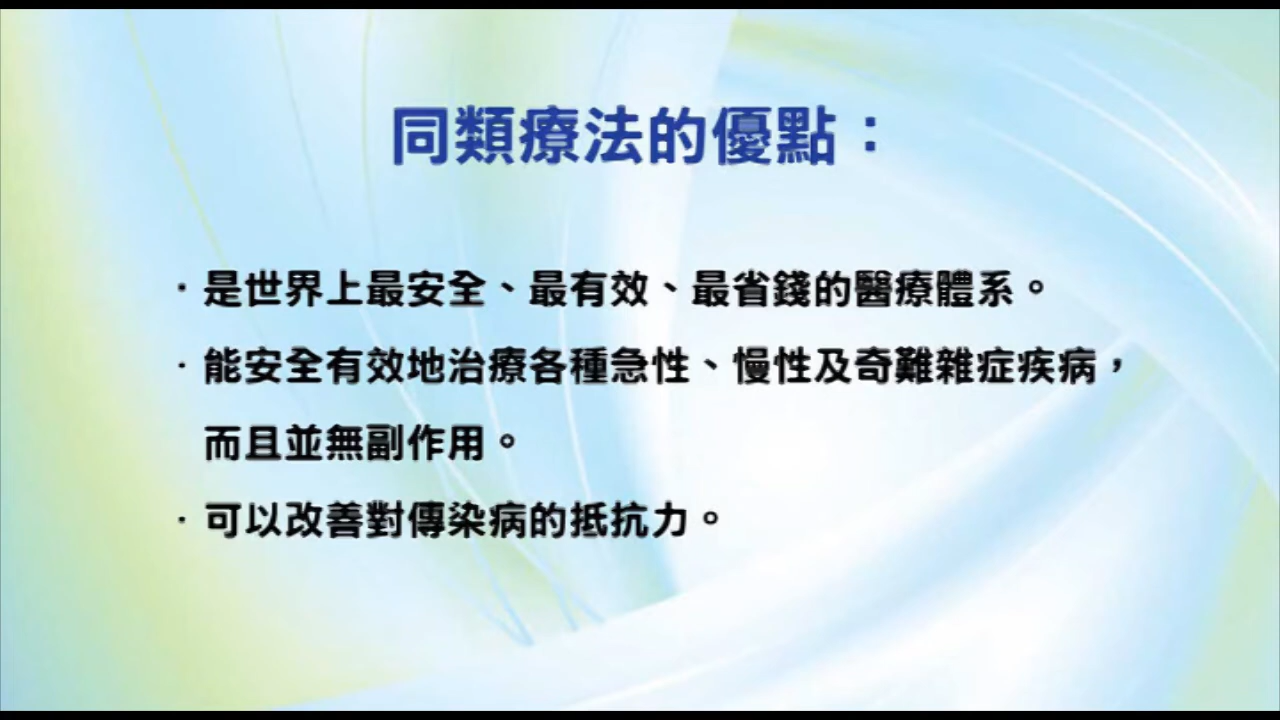 同類療法的優點：
·是世界上最安全、最有效、最省錢的醫療體系。
·能安全有效地治療各種急性、慢性及奇難雜症疾病，
而且並無副作用。
·可以改善對傳染病的抵抗力。